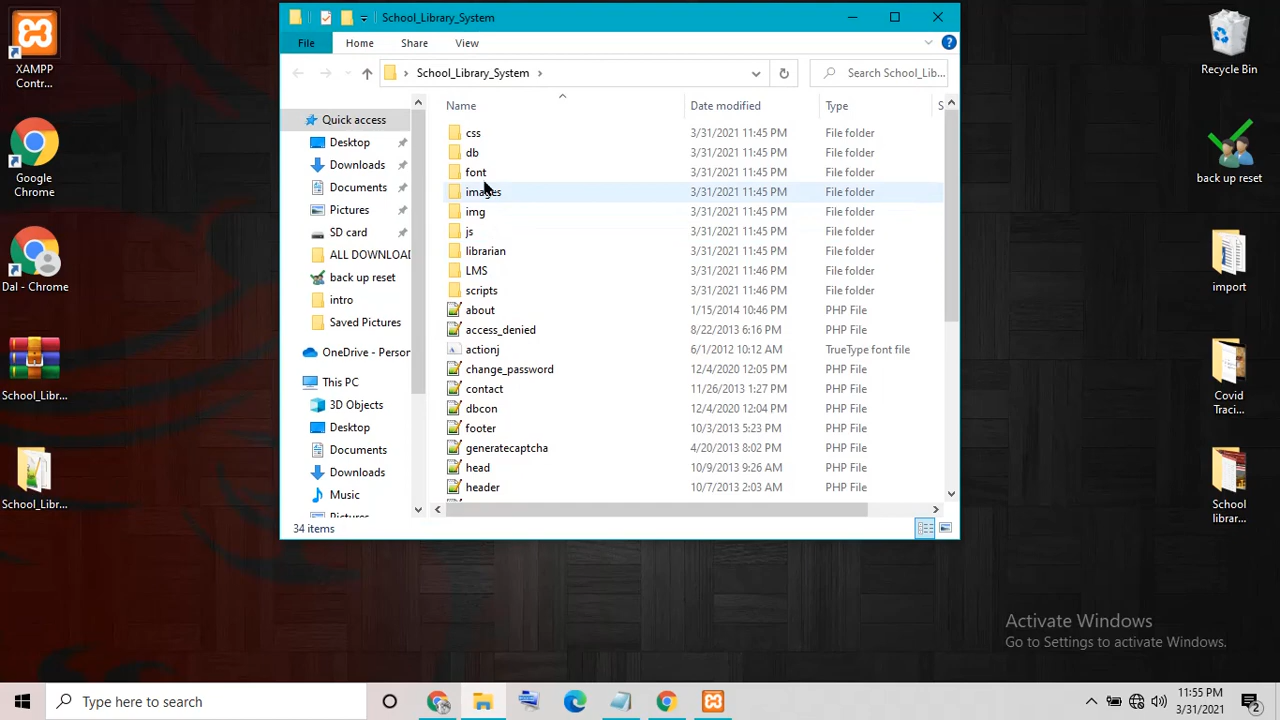 School_Library_System
File
Home
Share
View
School_Library_System
Search School_Lib...
Name
Date modified
Type
S
Quick access
Desktop
Downloads
Documents
Pictures
SD card
ALL DOWNLOAD
back up reset
intro
Saved Pictures
OneDrive - Person
This PC
3D Objects
Desktop
Documents
Downloads
Music
Pictures
css 3/31/2021 11:45 PM File folder
db 3/31/2021 11:45 PM File folder
font 3/31/2021 11:45 PM File folder
images 3/31/2021 11:45 PM File folder
img 3/31/2021 11:45 PM File folder
js 3/31/2021 11:45 PM File folder
librarian 3/31/2021 11:45 PM File folder
LMS 3/31/2021 11:46 PM File folder
scripts 3/31/2021 11:46 PM File folder
about 1/15/2014 10:46 PM PHP File
access_denied 8/22/2013 6:16 PM PHP File
actionj 6/1/2012 10:12 AM TrueType font file
change_password 12/4/2020 12:05 PM PHP File
contact 11/26/2013 1:27 PM PHP File
dbcon 12/4/2020 12:04 PM PHP File
footer 10/3/2013 5:23 PM PHP File
generatecaptcha 4/20/2013 8:02 PM PHP File
head 10/9/2013 9:26 AM PHP File
header 10/7/2013 2:03 AM PHP File
34 items
XAMPP
Contr...
Google
Chrome
Dal - Chrome
School_Libr...
School_Libr...
Recycle Bin
back up reset
import
Covid
Traci...
School
librar...
Activate Windows
Go to Settings to activate Windows.
Type here to search
11:55 PM
3/31/2021
2